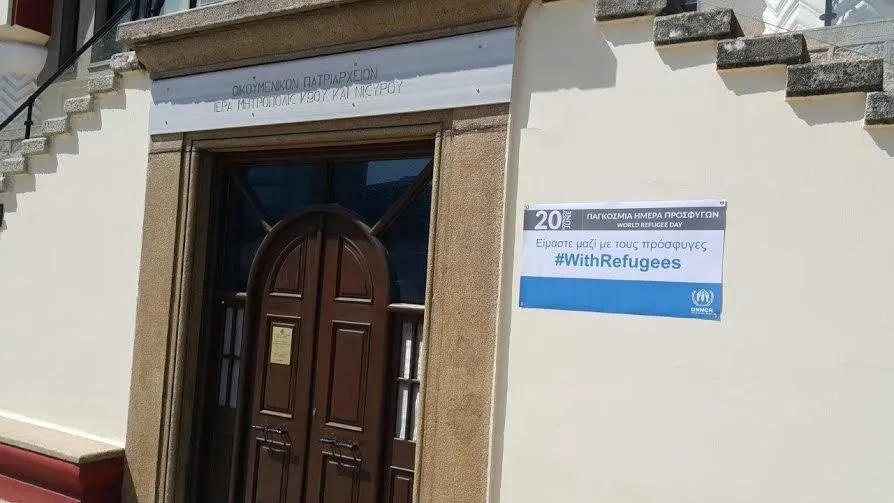 ΟΙΚΟΥΜΕΝΙΚΟΝ ΠΑΤΡΙΑΡΧΕΙΟΝ
ΙΕΡΑ ΜΗΤΡΟΠΟΛΙΣ ΚΩΟΥ ΚΑΙ ΝΙΣΥΡΟΥ
20 JUNE
ΠΑΓΚΟΣΜΙΑ ΗΜΕΡΑ ΠΡΟΣΦΥΓΩΝ
WORLD REFUGEE DAY
Είμαστε μαζί με τους πρόσφυγες
#WithRefugees
UNHCR